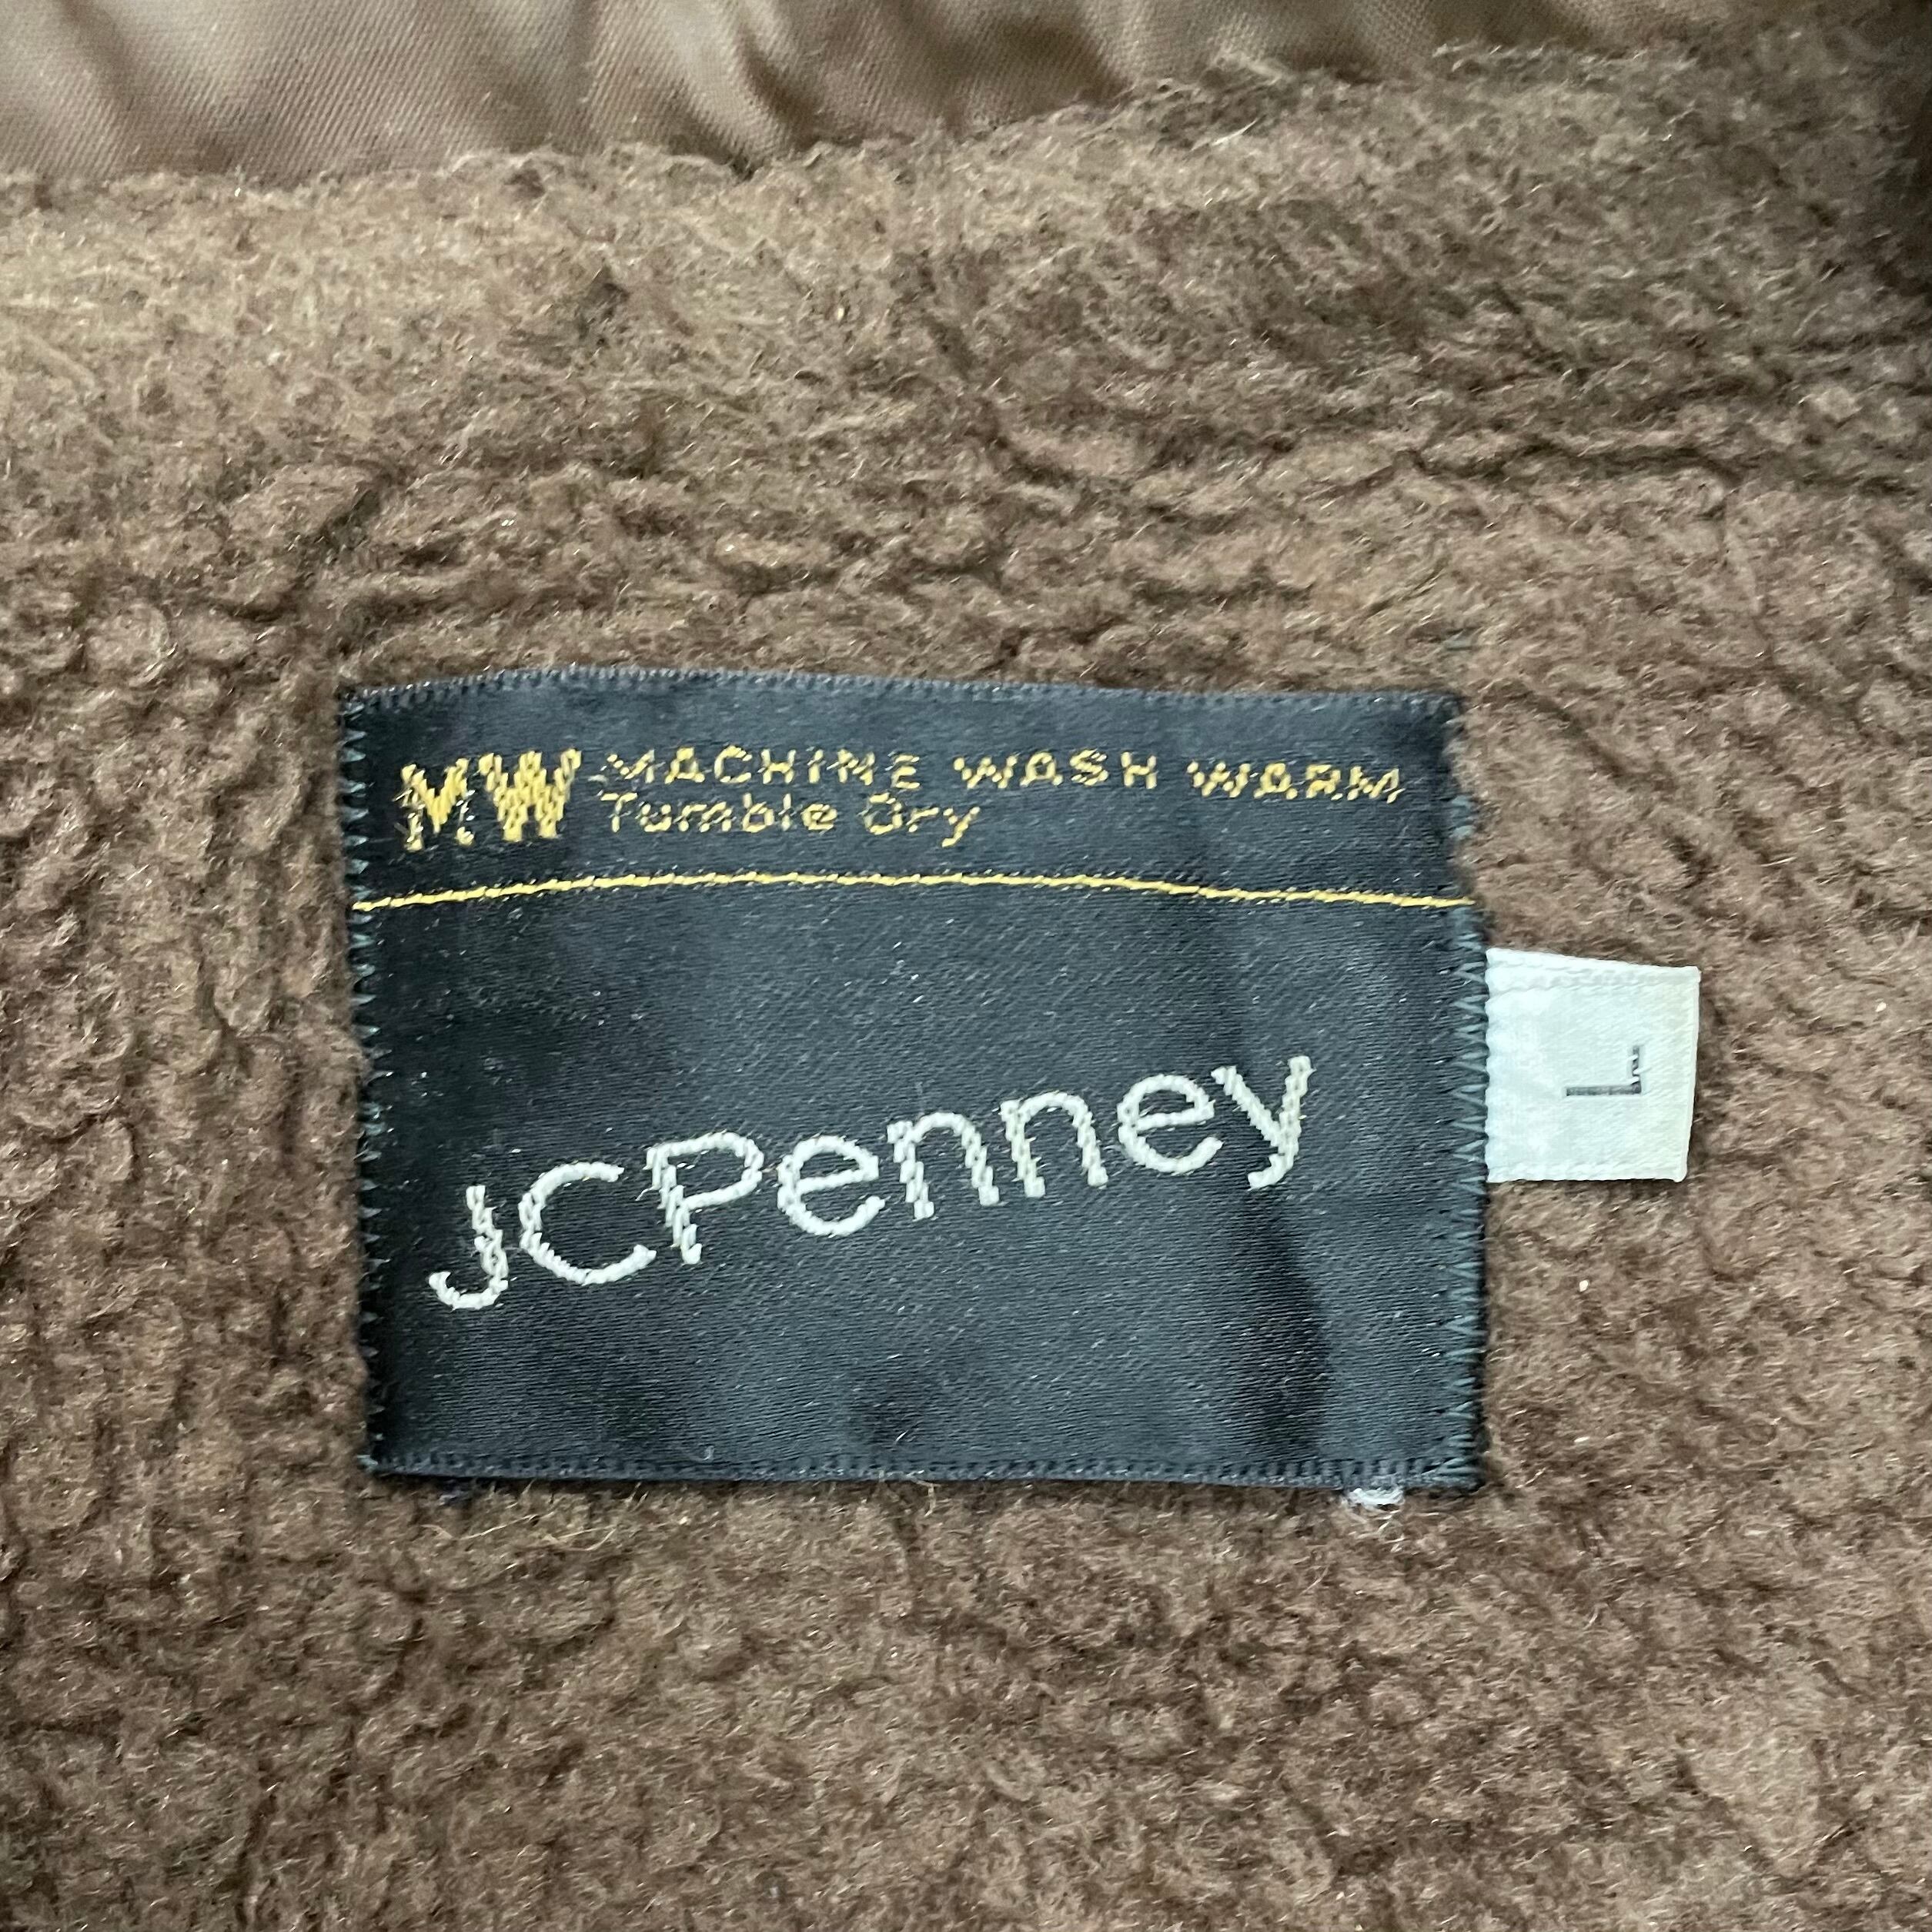 MW MACHINE WASH WARM
Tumble Dry
JCPenney
L